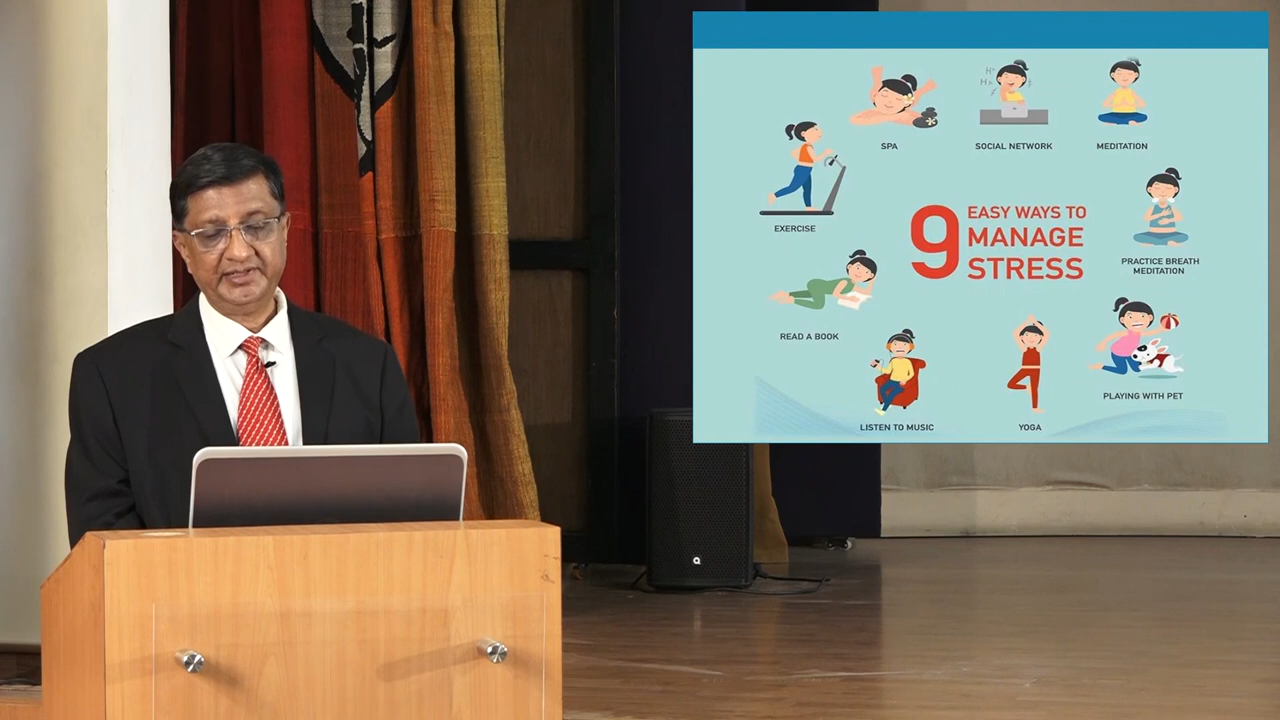 SPA
SOCIAL NETWORK
MEDITATION
EXERCISE
9 EASY WAYS TO
MANAGE
STRESS
PRACTICE BREATH
MEDITATION
READ A BOOK
PLAYING WITH PET
LISTEN TO MUSIC
YOGA